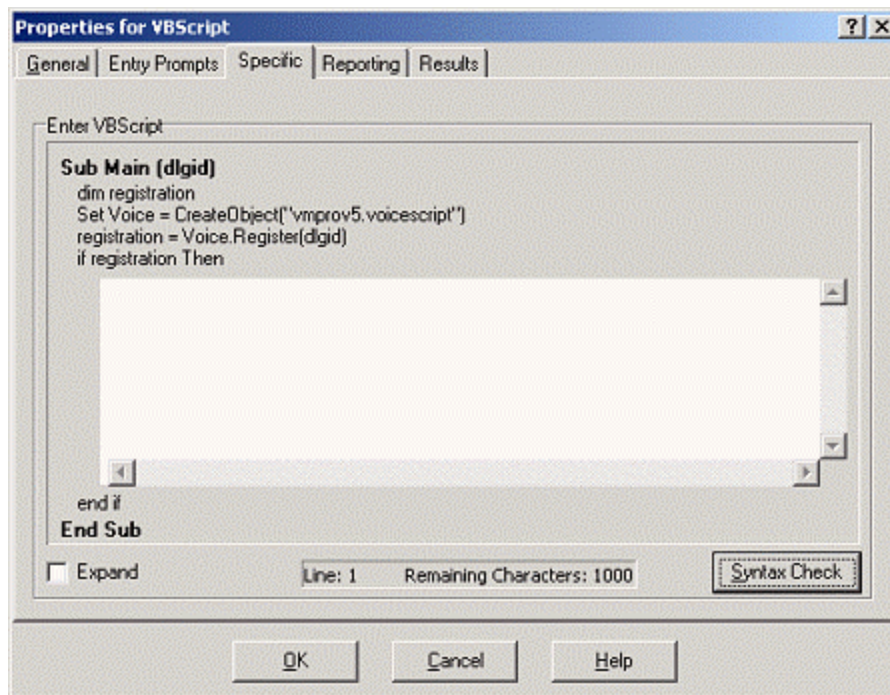 Properties for VBScript
General Entry Prompts Specific Reporting Results
Enter VBScript
Sub Main (dlgid)
dim registration
Set Voice = CreateObject("vmprov5.voicescript")
registration = Voice.Register(dlgid)
if registration Then
end if
End Sub
Expand Line: 1 Remaining Characters: 1000 Syntax Check
OK Cancel Help